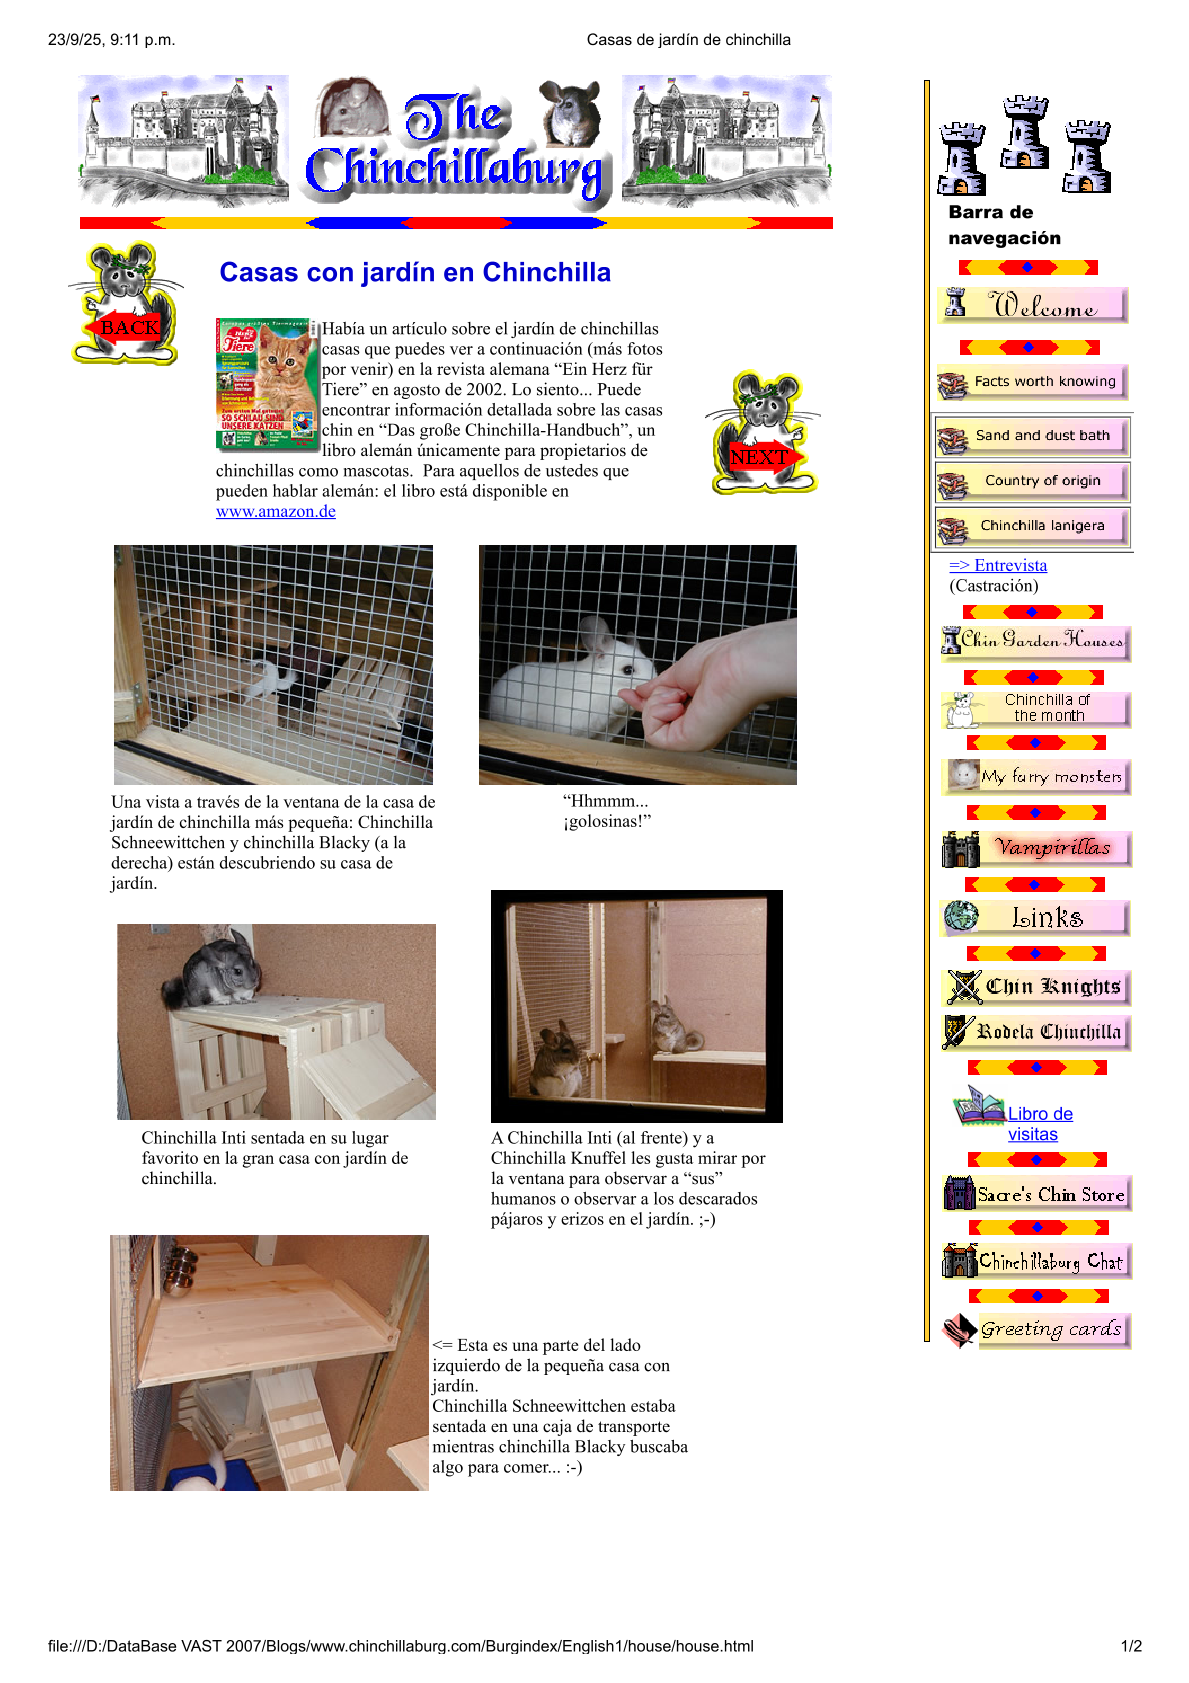 23/9/25, 9:11 p.m.
Casas de jardín de chinchilla
The
Chinchillaburg
BACK
Casas con jardín en Chinchilla
Tiere
SO SCHLAU SIND
UNSERE KATZEN
Había un artículo sobre el jardín de chinchillas
casas que puedes ver a continuación (más fotos
por venir) en la revista alemana “Ein Herz für
Tiere” en agosto de 2002. Lo siento... Puede
encontrar información detallada sobre las casas
chin en “Das große Chinchilla-Handbuch”, un
libro alemán únicamente para propietarios de
chinchillas como mascotas.  Para aquellos de ustedes que
pueden hablar alemán: el libro está disponible en
www.amazon.de
NEXT
Una vista a través de la ventana de la casa de
jardín de chinchilla más pequeña: Chinchilla
Schneewittchen y chinchilla Blacky (a la
derecha) están descubriendo su casa de
jardín.
“Hhmmm...
¡golosinas!”
Chinchilla Inti sentada en su lugar
favorito en la gran casa con jardín de
chinchilla.
A Chinchilla Inti (al frente) y a
Chinchilla Knuffel les gusta mirar por
la ventana para observar a “sus”
humanos o observar a los descarados
pájaros y erizos en el jardín. ;-)
<= Esta es una parte del lado
izquierdo de la pequeña casa con
jardín.
Chinchilla Schneewittchen estaba
sentada en una caja de transporte
mientras chinchilla Blacky buscaba
algo para comer... :-)
Barra de
navegación
Welcome
Facts worth knowing
Sand and dust bath
Country of origin
Chinchilla lanigera
=> Entrevista
(Castración)
Chin Garden Houses
Chinchilla of
the month
My furry monsters
Vampirillas
Links
Chin Knights
Rodela Chiuchilla
Libro de
visitas
Sacre's Chin Store
Chinchillaburg Chat
Greeting cards
file:///D:/DataBase VAST 2007/Blogs/www.chinchillaburg.com/Burgindex/English1/house/house.html
1/2